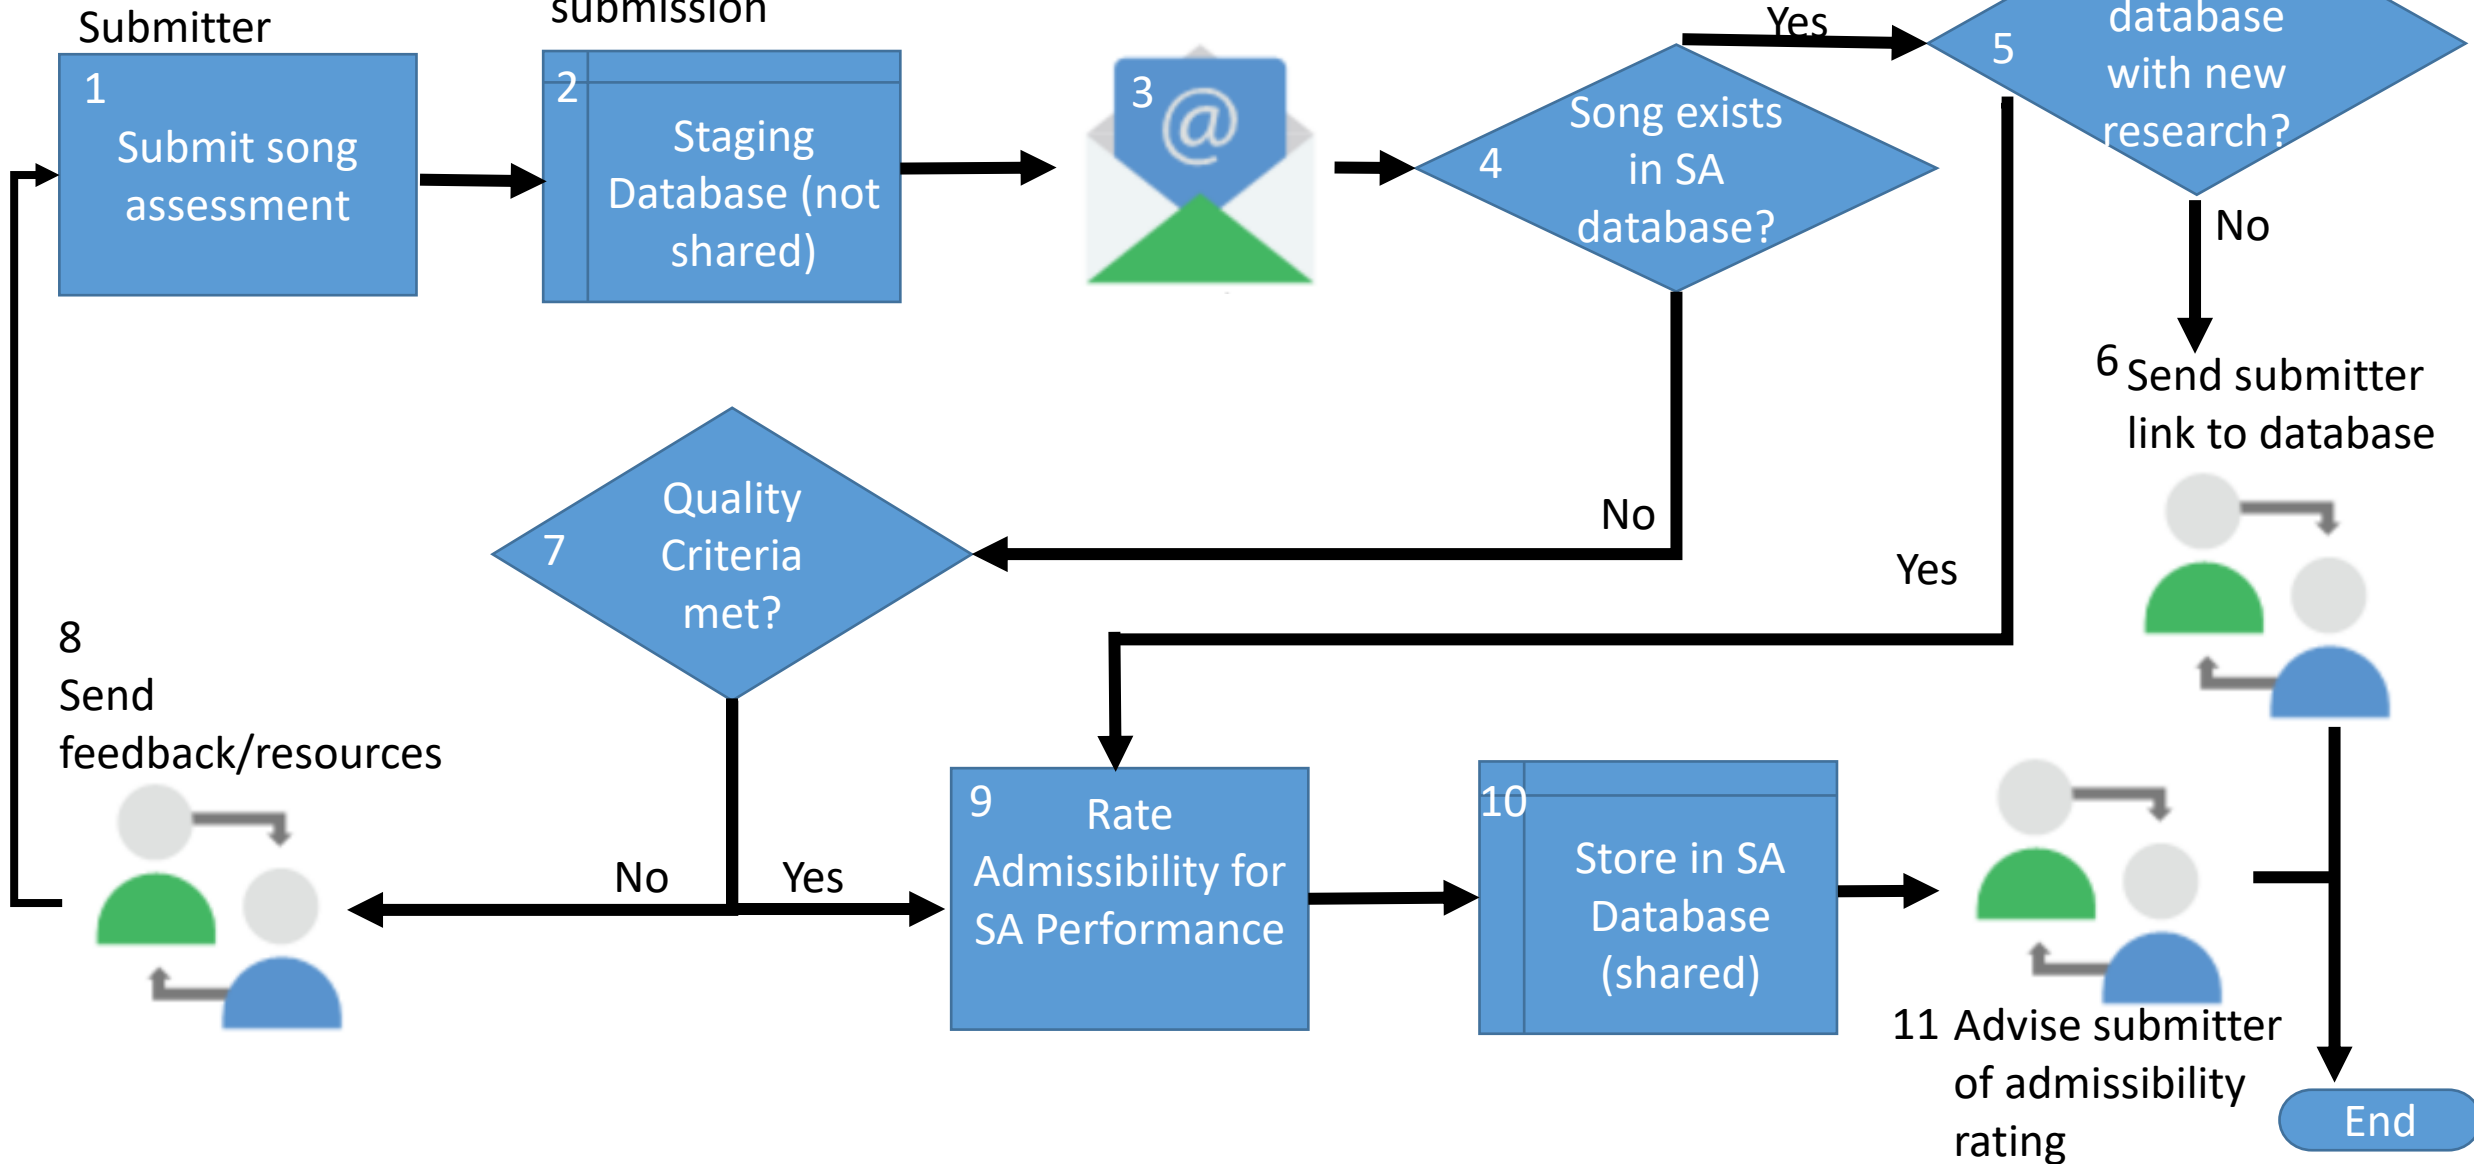 Submitter
submission
1
Submit song
assessment
2
Staging
Database (not
shared)
3
@
4
Song exists
in SA
database?
Yes
5
database
with new
research?
No
6
Send submitter
link to database
No
7
Quality
Criteria
met?
Yes
8
Send
feedback/resources
No
Yes
9
Rate
Admissibility for
SA Performance
10
Store in SA
Database
(shared)
11 Advise submitter
of admissibility
rating
End